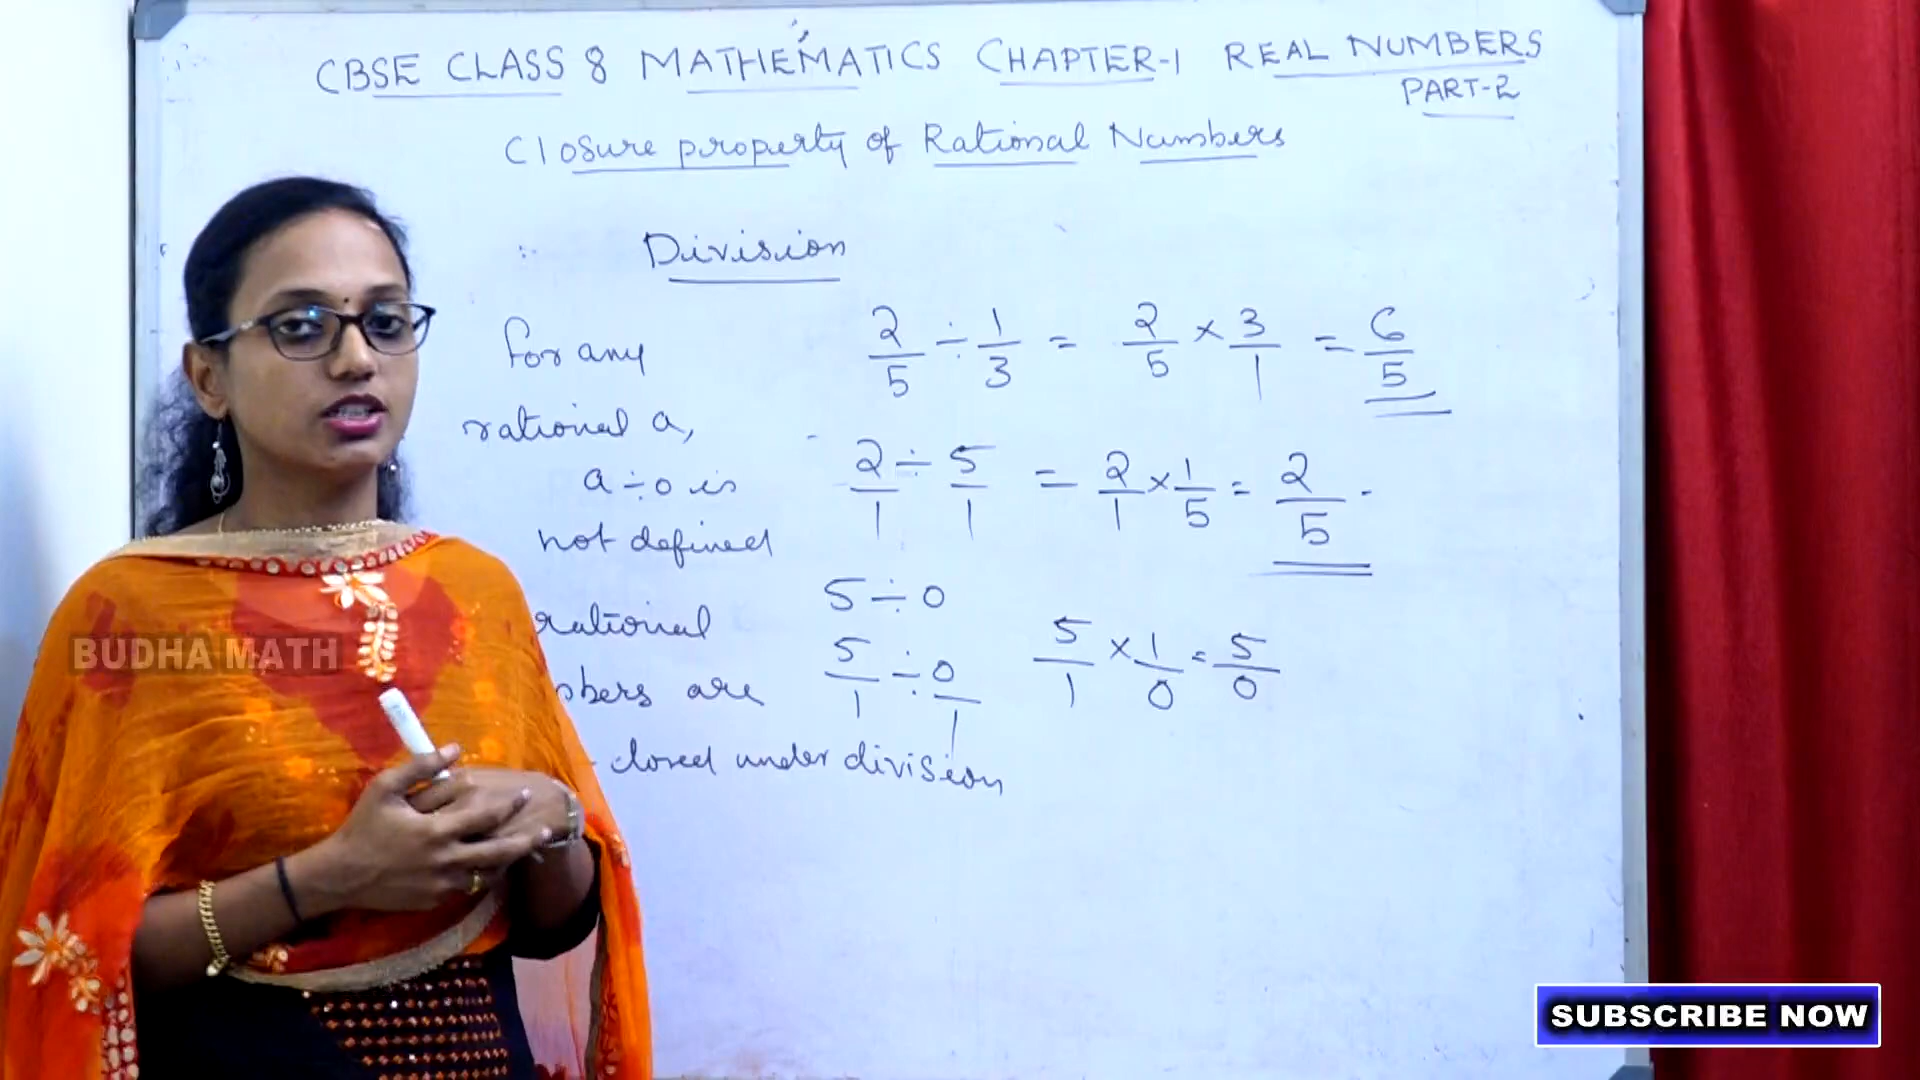 CBSE CLASS 8 MATHEMATICS CHAPTER-1 REAL NUMBERS
PART-2
Closure property of Rational Numbers
Division
for any
rational a,
a ÷ 0 is
not defined
rational
are
closed under division
2/5 ÷ 1/3 = 2/5 × 3/1 = 6/5
2/1 ÷ 5/1 = 2/1 × 1/5 = 2/5
5 ÷ 0
5/1 ÷ 0/1 5/1 × 1/0 = 5/0
BUDHA MATH
SUBSCRIBE NOW